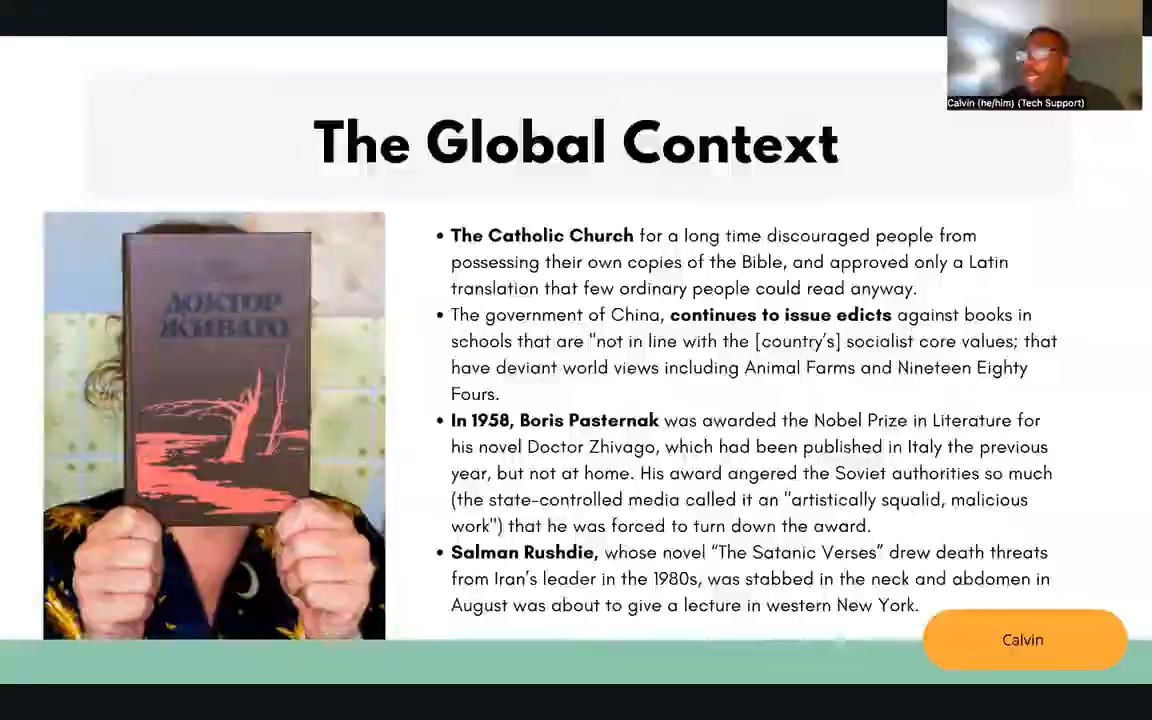 Calvin (he/him) (Tech Support)
The Global Context
ДОКТОР
ЖИВАГО
• The Catholic Church for a long time discouraged people from
possessing their own copies of the Bible, and approved only a Latin
translation that few ordinary people could read anyway.
• The government of China, continues to issue edicts against books in
schools that are "not in line with the [country's] socialist core values; that
have deviant world views including Animal Farms and Nineteen Eighty
Fours.
• In 1958, Boris Pasternak was awarded the Nobel Prize in Literature for
his novel Doctor Zhivago, which had been published in Italy the previous
year, but not at home. His award angered the Soviet authorities so much
(the state-controlled media called it an "artistically squalid, malicious
work") that he was forced to turn down the award.
• Salman Rushdie, whose novel “The Satanic Verses” drew death threats
from Iran’s leader in the 1980s, was stabbed in the neck and abdomen in
August was about to give a lecture in western New York.
Calvin